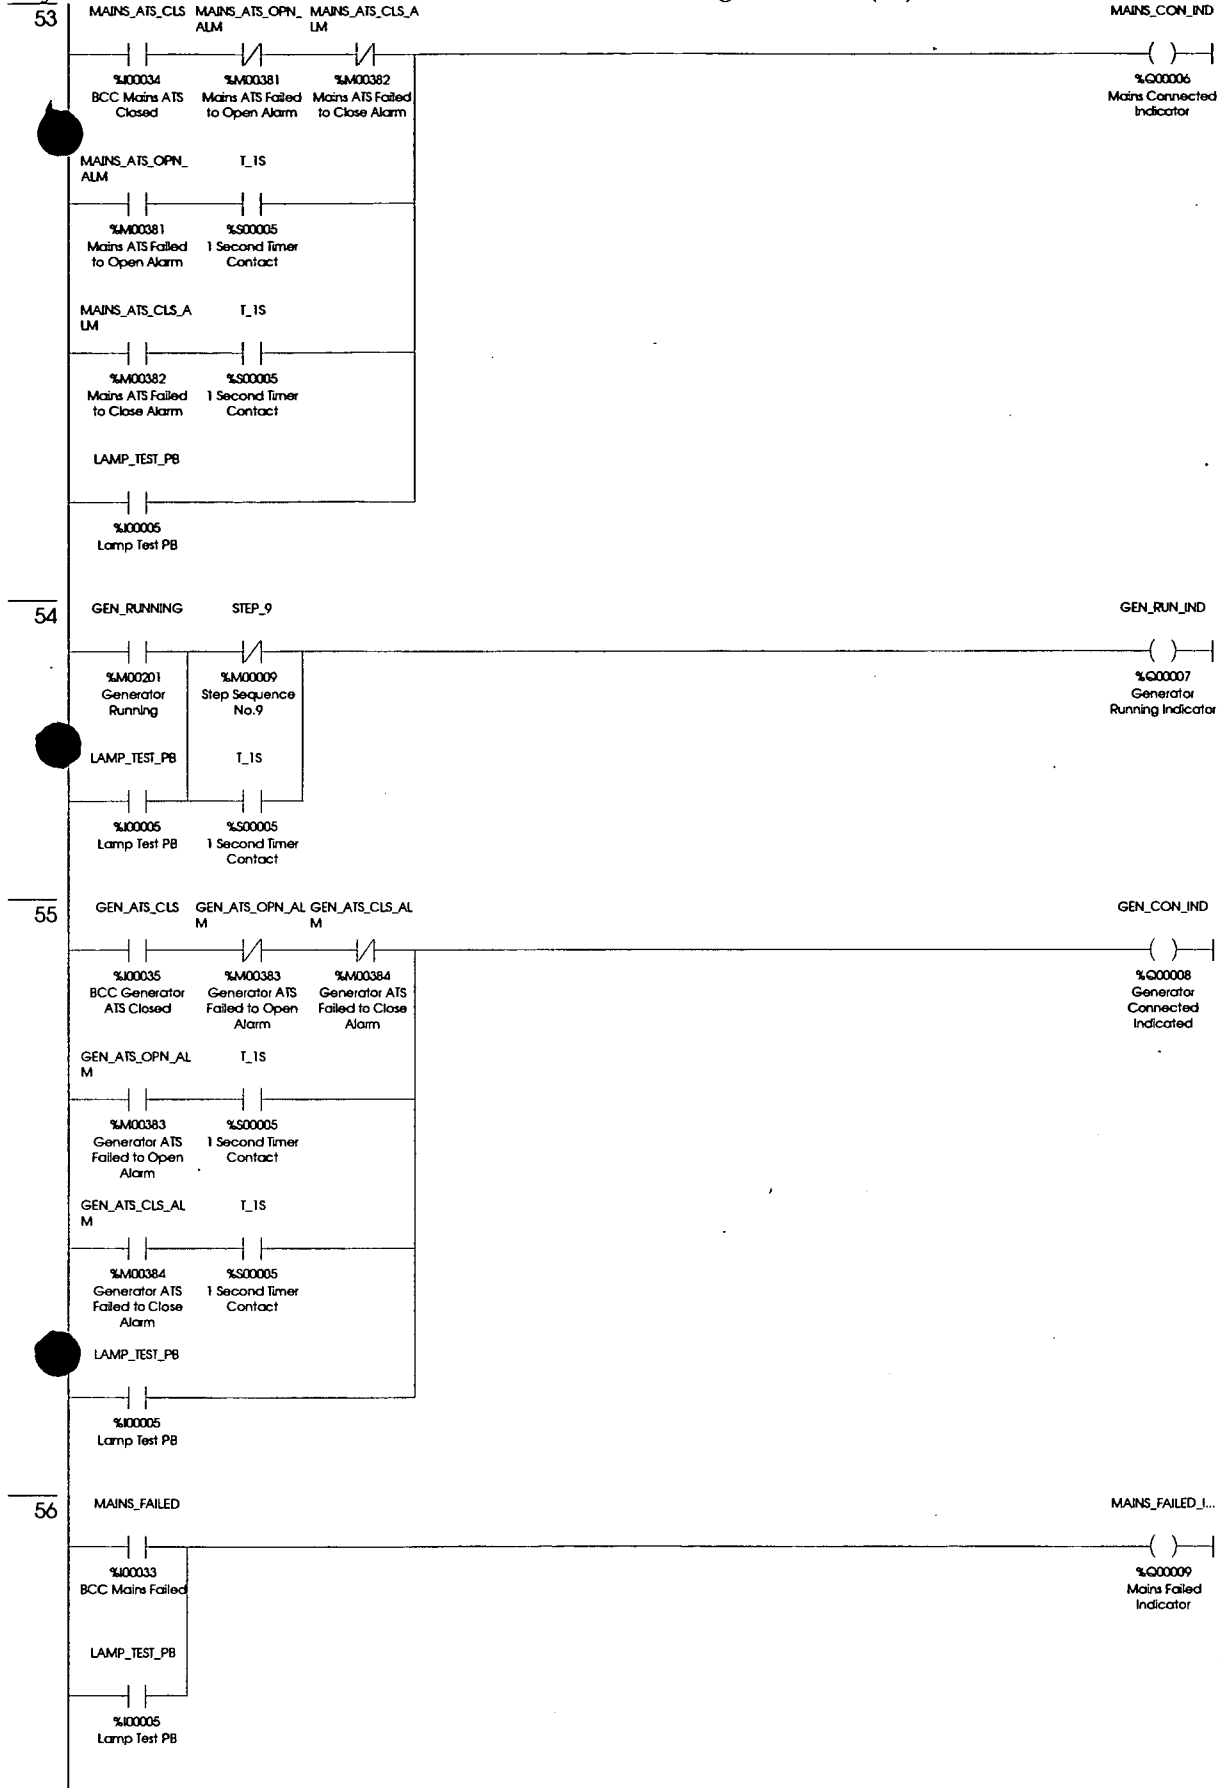 53
MAINS_ATS_CLS MAINS_ATS_OPN_ MAINS_ATS_CLS_A
ALM LM
MAINS_CON_IND
%I00034 %M00381 %M00382
BCC Mains ATS Mains ATS Failed Mains ATS Failed
Closed to Open Alarm to Close Alarm
%Q00006
Mains Connected
Indicator
MAINS_ATS_OPN_ T_1S
ALM
%M00381 %S00005
Mains ATS Failed 1 Second Timer
to Open Alarm Contact
MAINS_ATS_CLS_A T_1S
LM
%M00382 %S00005
Mains ATS Failed 1 Second Timer
to Close Alarm Contact
LAMP_TEST_PB
%I00005
Lamp Test PB
54
GEN_RUNNING STEP_9
GEN_RUN_IND
%M00201 %M00009
Generator Step Sequence
Running No.9
%Q00007
Generator
Running Indicator
LAMP_TEST_PB T_1S
%I00005 %S00005
Lamp Test PB 1 Second Timer
Contact
55
GEN_ATS_CLS GEN_ATS_OPN_AL GEN_ATS_CLS_AL
M M
GEN_CON_IND
%I00035 %M00383 %M00384
BCC Generator Generator ATS Generator ATS
ATS Closed Failed to Open Failed to Close
Alarm Alarm
%Q00008
Generator
Connected
Indicated
GEN_ATS_OPN_AL T_1S
M
%M00383 %S00005
Generator ATS 1 Second Timer
Failed to Open Contact
Alarm
GEN_ATS_CLS_AL T_1S
M
%M00384 %S00005
Generator ATS 1 Second Timer
Failed to Close Contact
Alarm
LAMP_TEST_PB
%I00005
Lamp Test PB
56
MAINS_FAILED
MAINS_FAILED_I...
%I00033
BCC Mains Failed
%Q00009
Mains Failed
Indicator
LAMP_TEST_PB
%I00005
Lamp Test PB